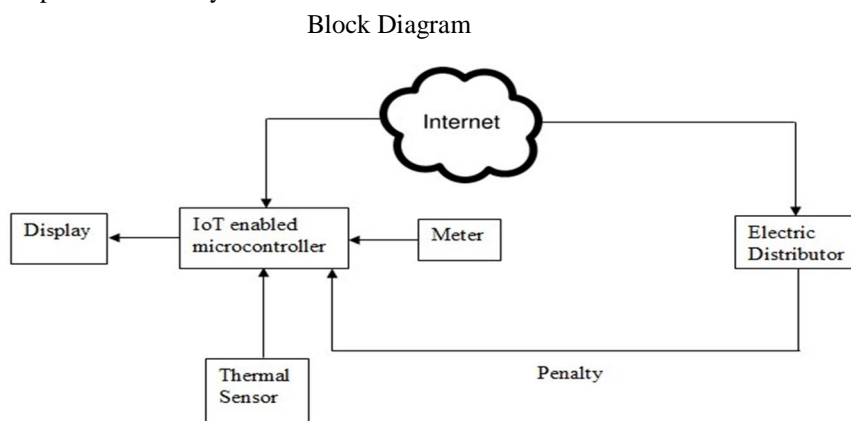 Block Diagram
Internet
Display
IoT enabled
microcontroller
Meter
Electric
Distributor
Thermal
Sensor
Penalty